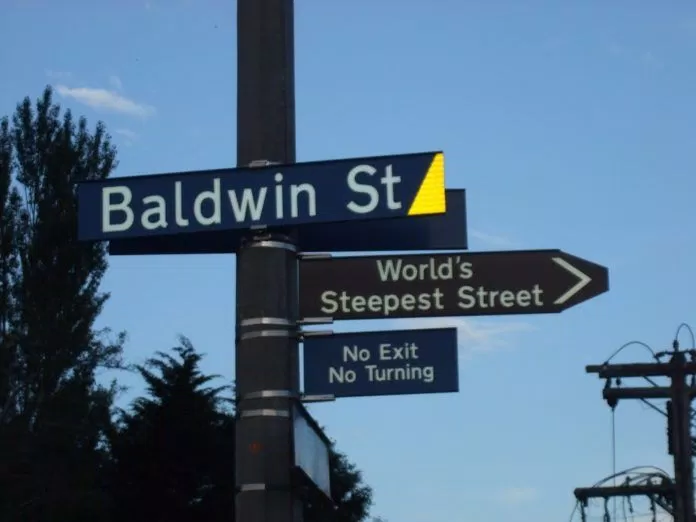 Baldwin St
World's
Steepest Street
No Exit
No Turning